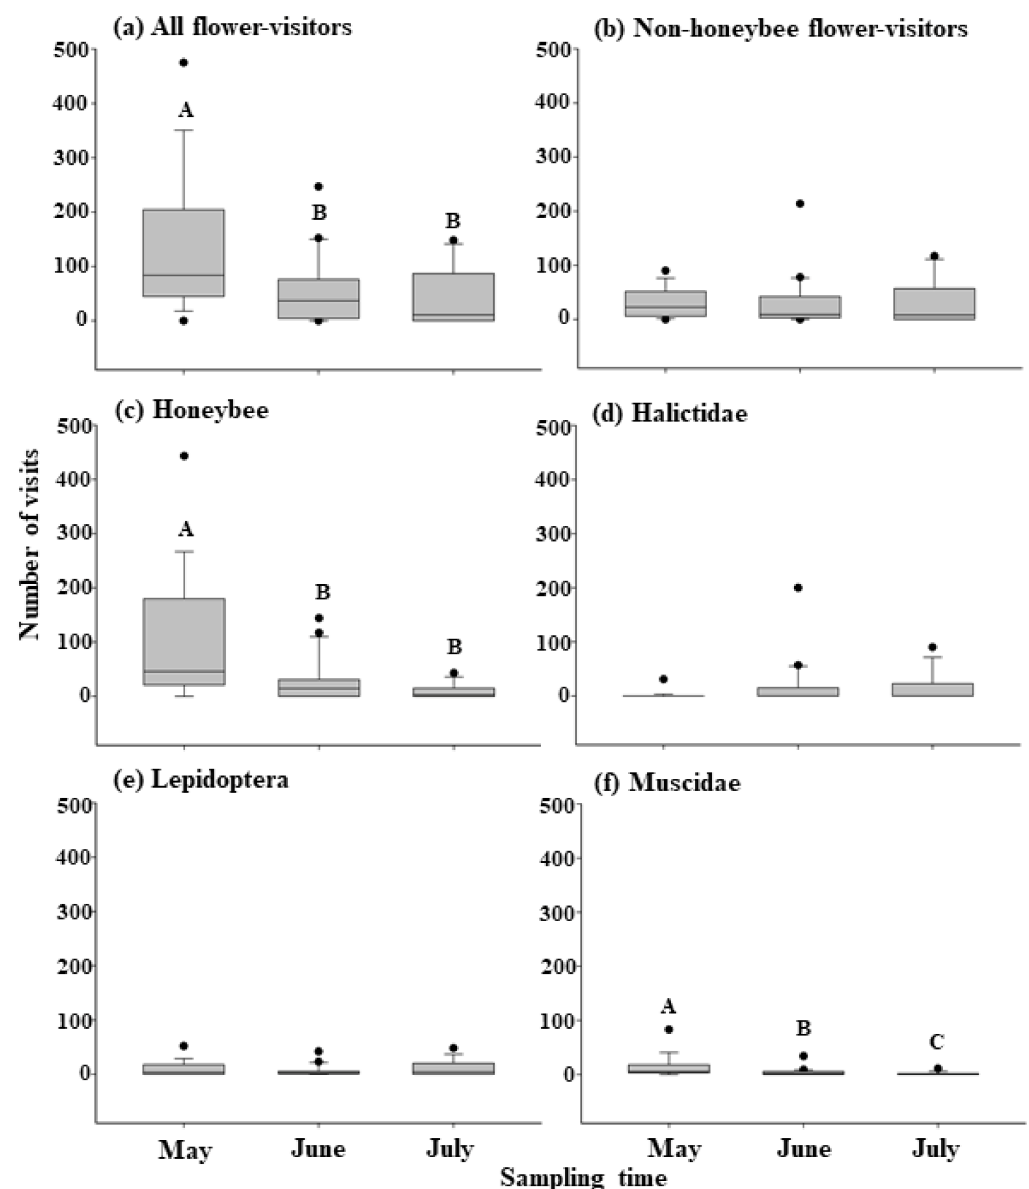 (a) All flower-visitors
(b) Non-honeybee flower-visitors
500
400
300
200
100
0
A
B
B
500
400
300
200
100
0
(c) Honeybee
(d) Halictidae
500
400
300
200
100
0
A
B
B
500
400
300
200
100
0
Number of visits
(e) Lepidoptera
(f) Muscidae
500
400
300
200
100
0
500
400
300
200
100
0
A
B
C
May June July
May June July
Sampling time